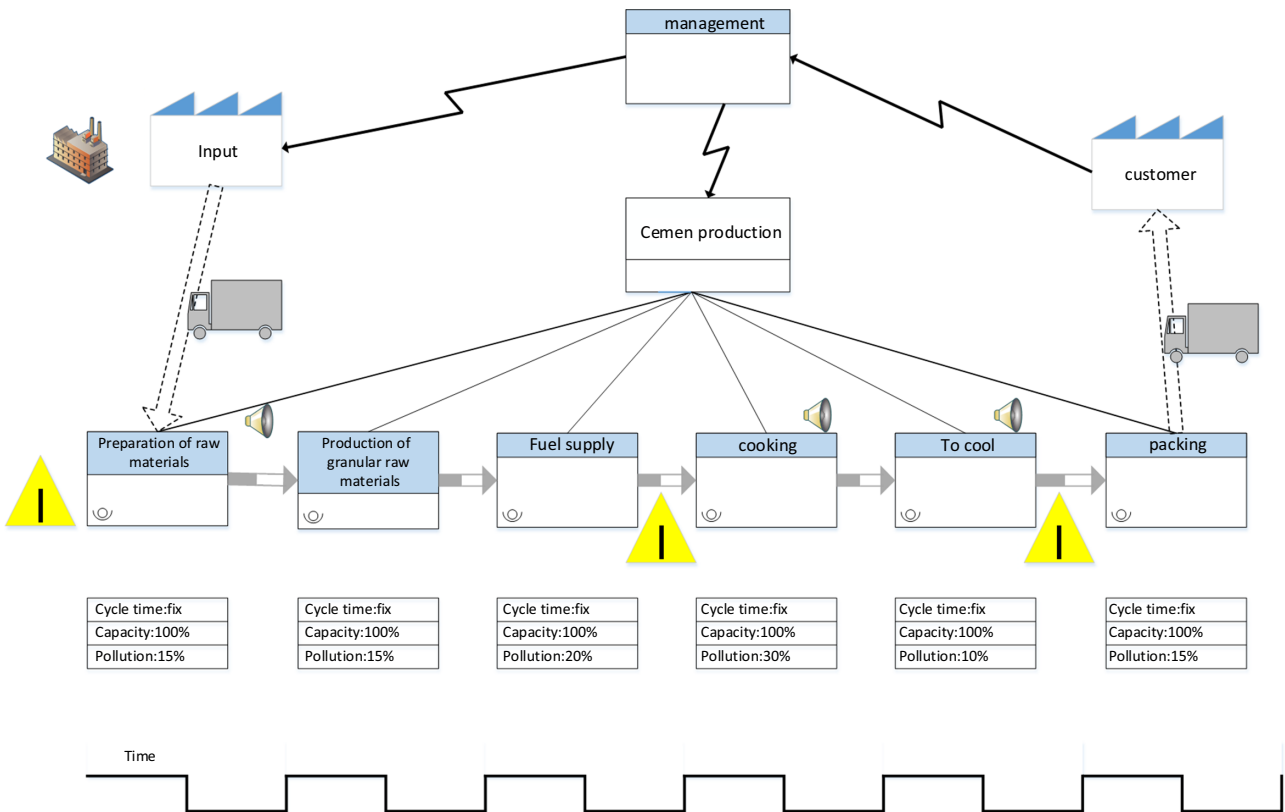 management
Input
customer
Cemen production
Preparation of raw
materials
Production of
granular raw
materials
Fuel supply
cooking
To cool
packing
I
I
I
Cycle time:fix
Capacity:100%
Pollution:15%
Cycle time:fix
Capacity:100%
Pollution:15%
Cycle time:fix
Capacity:100%
Pollution:20%
Cycle time:fix
Capacity:100%
Pollution:30%
Cycle time:fix
Capacity:100%
Pollution:10%
Cycle time:fix
Capacity:100%
Pollution:15%
Time